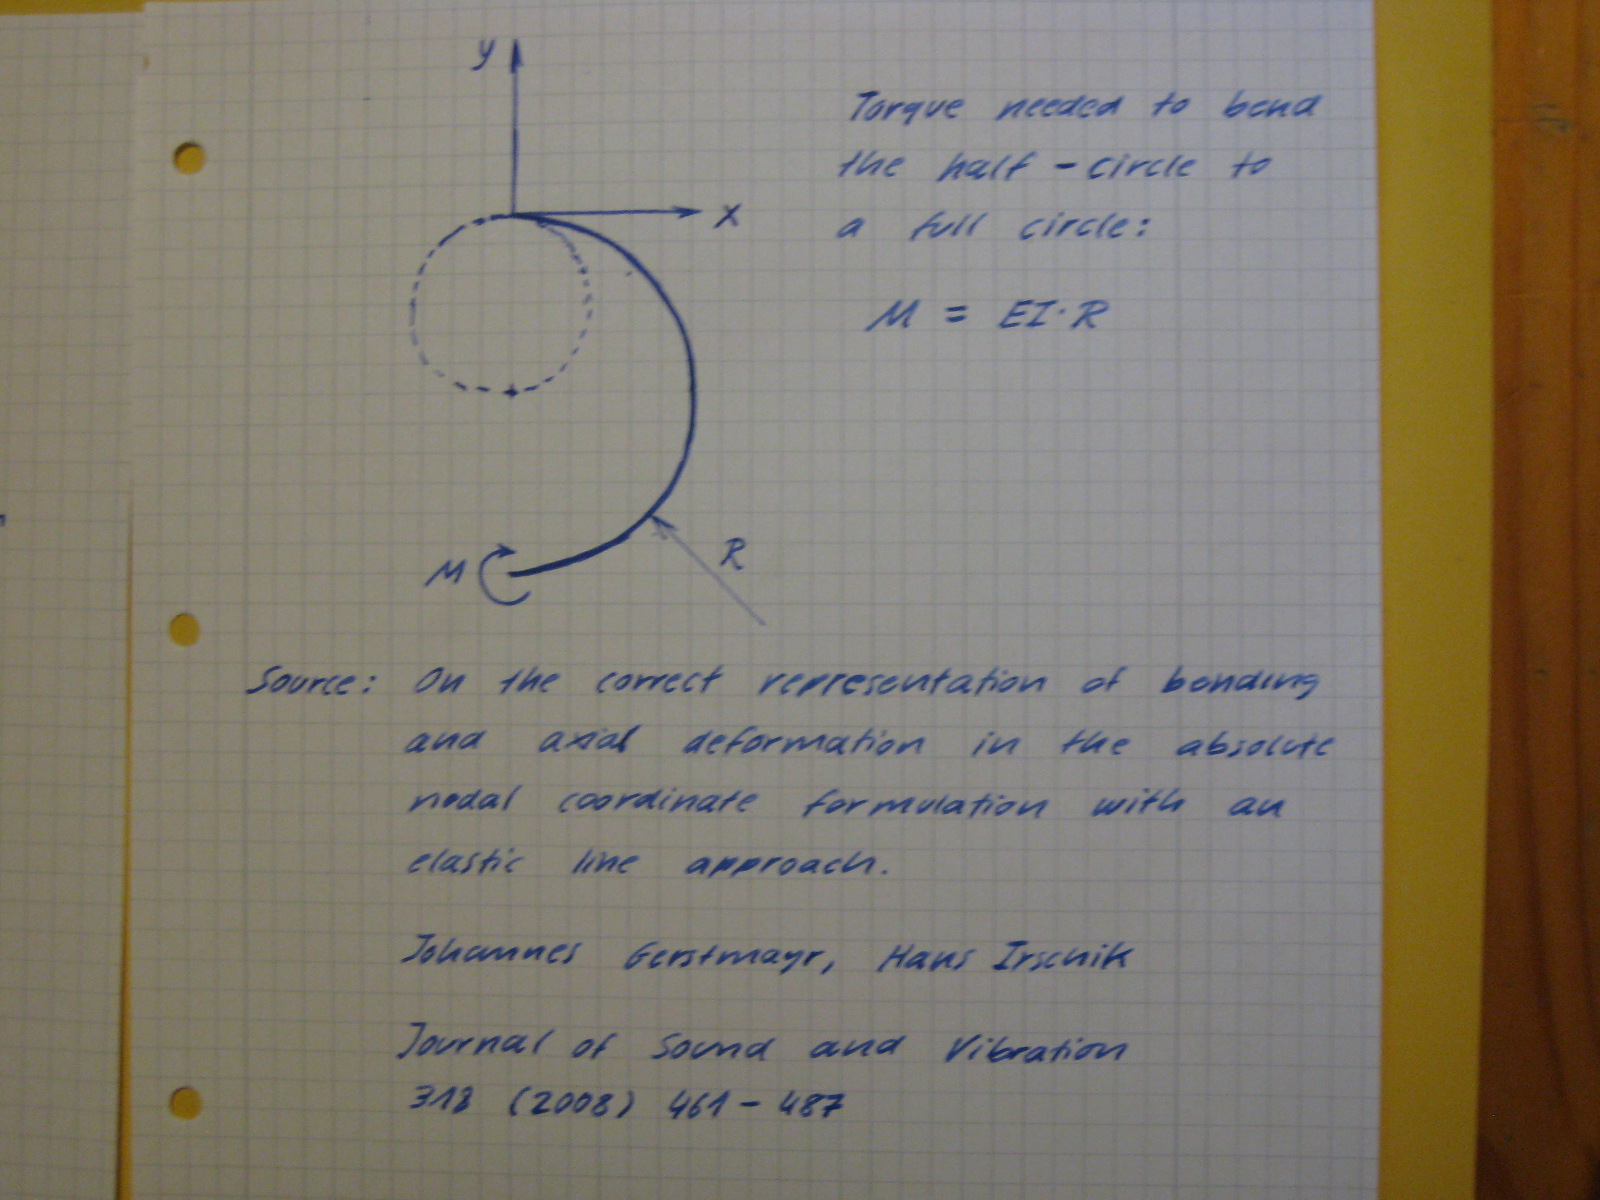 y
x
Torque needed to bend
the half-circle to
a full circle:
M = EI·R
M
R
Source: On the correct representation of bending
and axial deformation in the absolute
nodal coordinate formulation with an
elastic line approach.
Johannes Gerstmayr, Hans Irschik
Journal of Sound and Vibration
318 (2008) 461-487